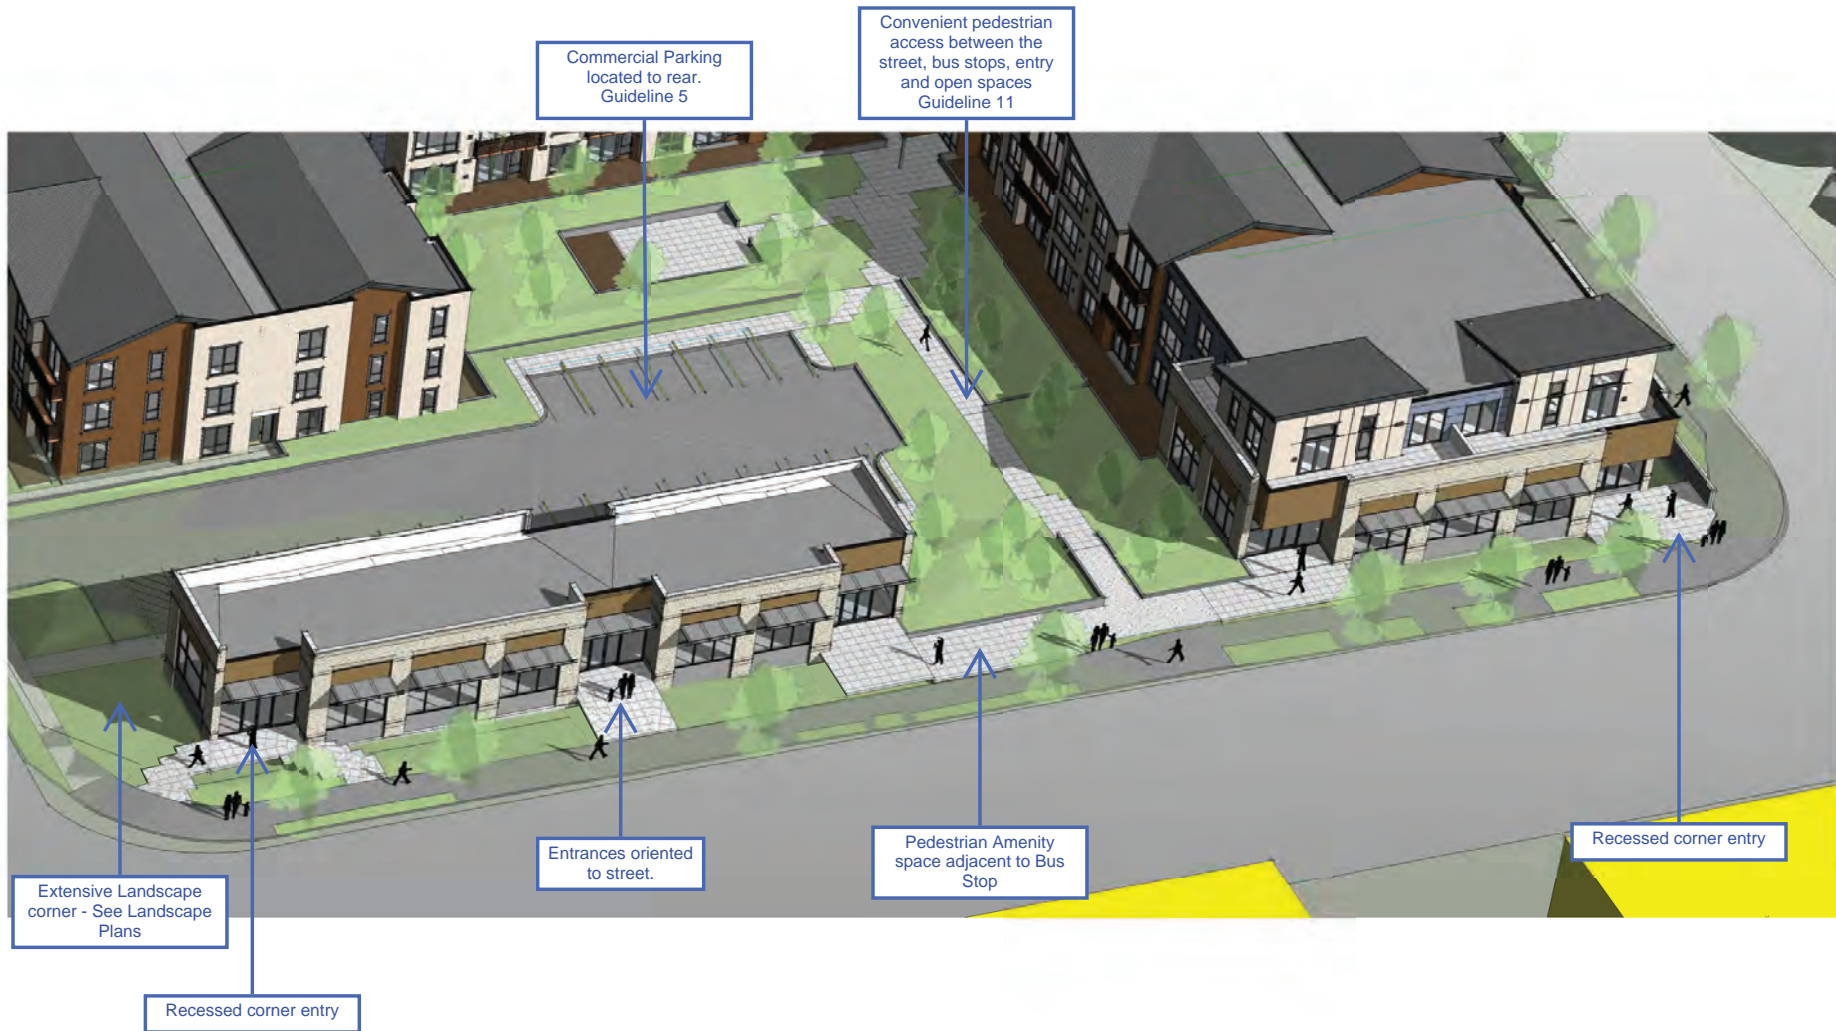 Convenient pedestrian
access between the
street, bus stops, entry
and open spaces
Guideline 11
Commercial Parking
located to rear.
Guideline 5
Recessed corner entry
Pedestrian Amenity
space adjacent to Bus
Stop
Entrances oriented
to street.
Extensive Landscape
corner - See Landscape
Plans
Recessed corner entry